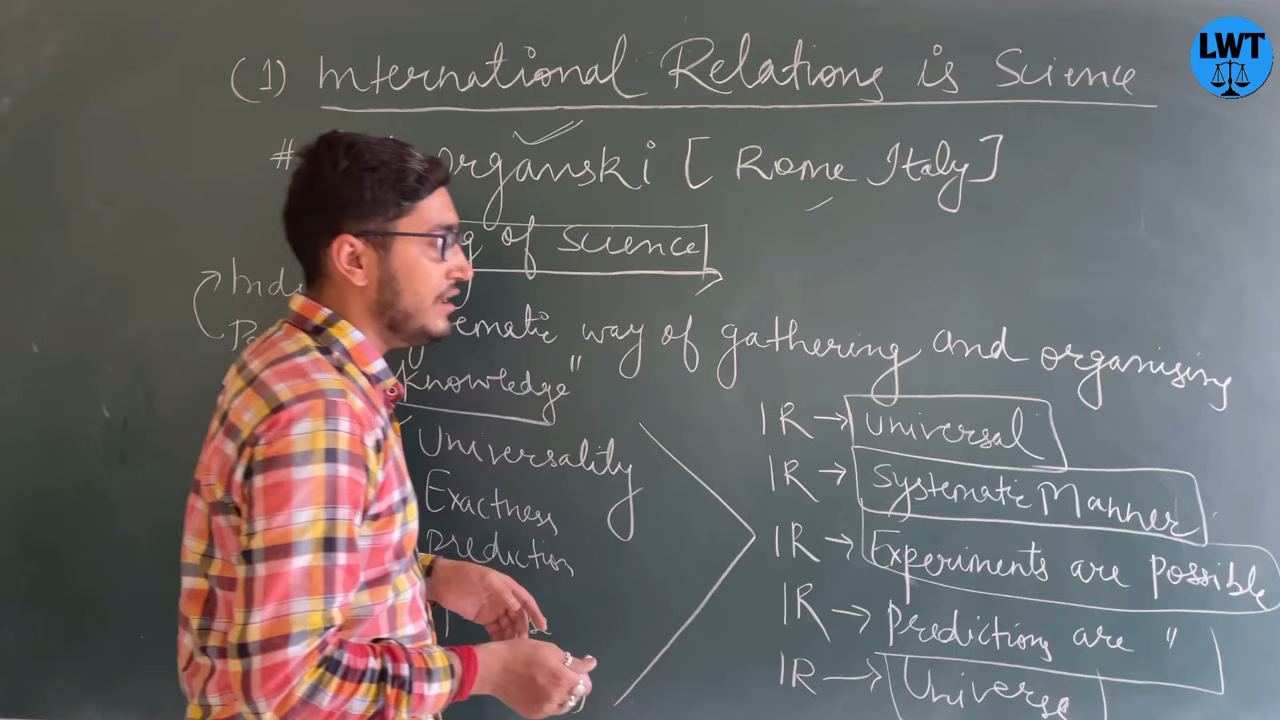 LWT
(1) International Relations is Science
# organski [Rome Italy]
of Science
way of gathering and organising
Knowledge"
Universality
Exactness
Prediction
IR → Universal
IR → Systematic Manner
IR → Experiments are possible
IR → Predictions are "
IR → Universe